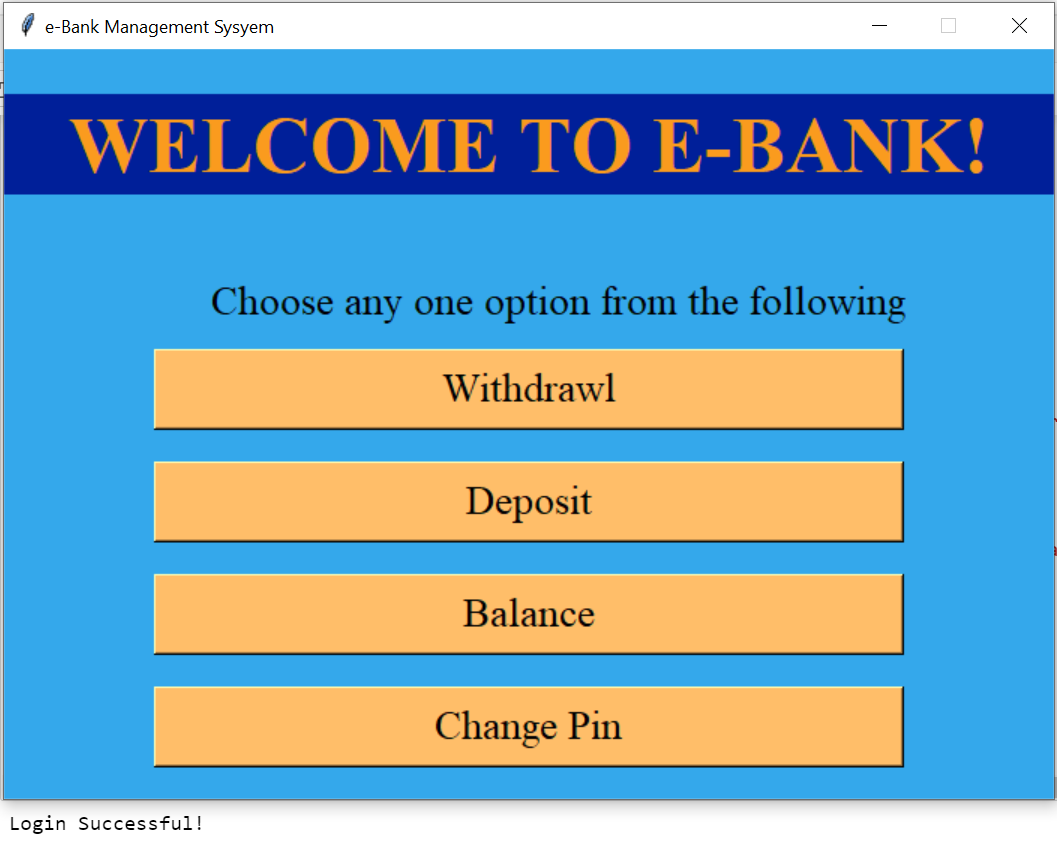 e-Bank Management Sysyem
WELCOME TO E-BANK!
Choose any one option from the following
Withdrawl
Deposit
Balance
Change Pin
Login Successful!